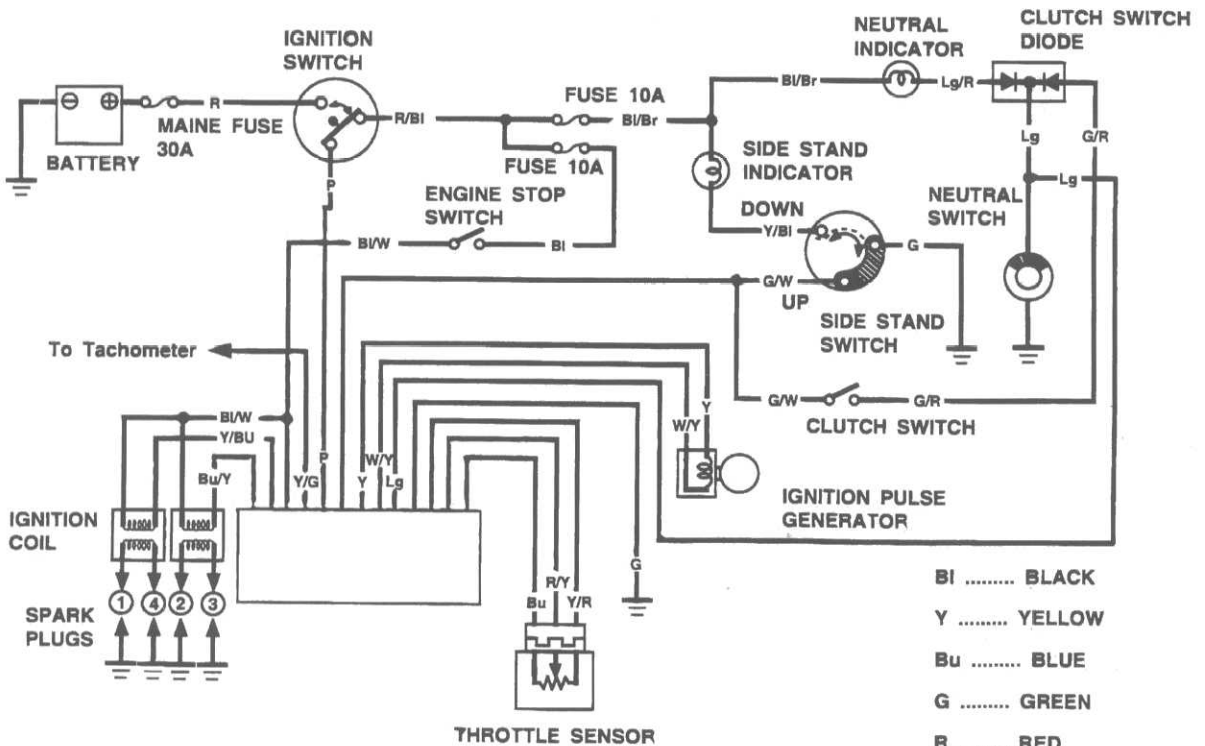 IGNITION
SWITCH
NEUTRAL
INDICATOR
CLUTCH SWITCH
DIODE
R
R/Bl
FUSE 10A
Bl/Br
Bl/Br
Lg/R
MAINE FUSE
30A
BATTERY
FUSE 10A
SIDE STAND
INDICATOR
Lg
G/R
Lg
P
ENGINE STOP
SWITCH
Bl/W
Bl
DOWN
Y/Bl
G
NEUTRAL
SWITCH
G/W
UP
SIDE STAND
SWITCH
To Tachometer
G/W
G/R
CLUTCH SWITCH
Bl/W
Y/BU
Bu/Y
Y/G
P
Y
W/Y
Lg
W/Y
Y
IGNITION PULSE
GENERATOR
IGNITION
COIL
G
R/Y
Bu
Y/R
1
4
2
3
SPARK
PLUGS
THROTTLE SENSOR
Bl ......... BLACK
Y ......... YELLOW
Bu ......... BLUE
G ......... GREEN
R ......... RED